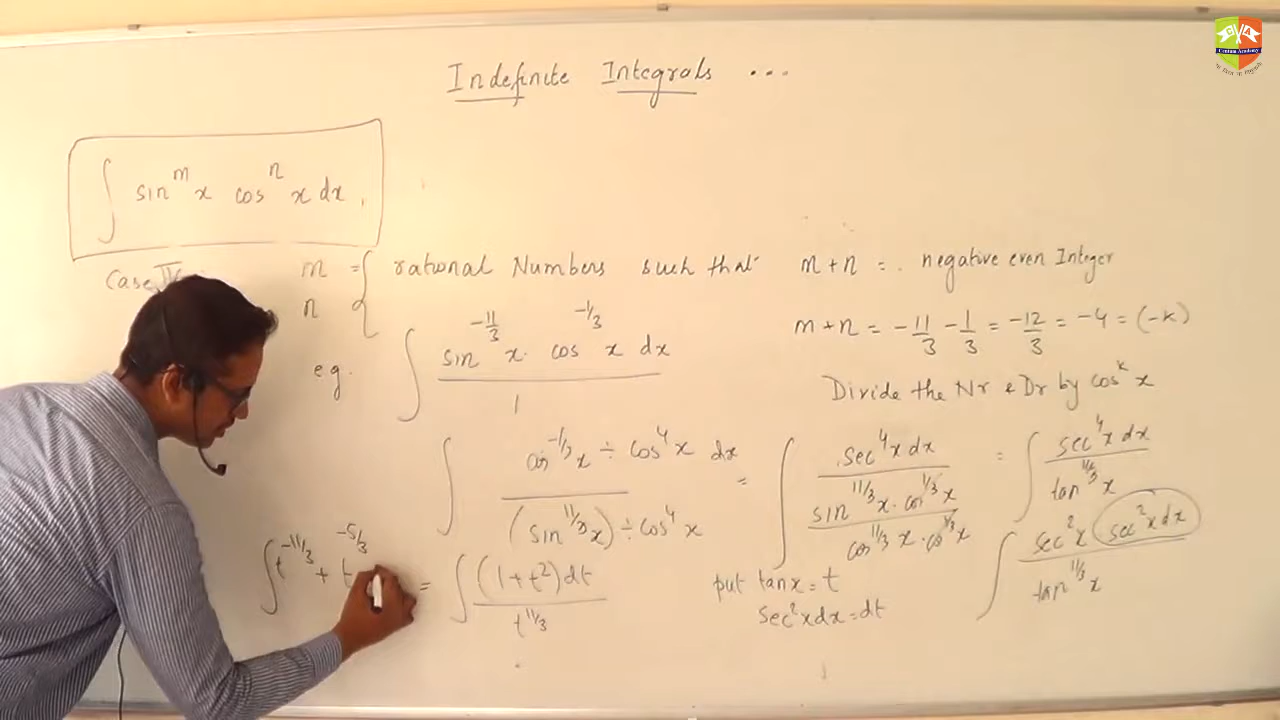 Indefinite Integrals ...
∫ sin^m x cos^n x dx,
m = { rational Numbers such that m+n = negative even Integer
n
m+n = -11/3 - 1/3 = -12/3 = -4 = (-k)
e.g. ∫ sin^(-11/3) x · cos^(-1/3) x dx / 1
Divide the Nr & Dr by cos^k x
∫ cos^(-1/3) x ÷ cos^4 x dx / (sin^(11/3) x) ÷ cos^4 x = ∫ sec^4 x dx / (sin^(11/3) x · cos^(1/3) x / cos^(11/3) x · cos^(1/3) x) = ∫ sec^4 x dx / tan^(11/3) x
∫ sec^2 x sec^2 x dx / tan^(11/3) x
put tan x = t
sec^2 x dx = dt
= ∫ (1 + t^2) dt / t^(11/3)
∫ t^(-11/3) + t^(-5/3)
Centum Academy